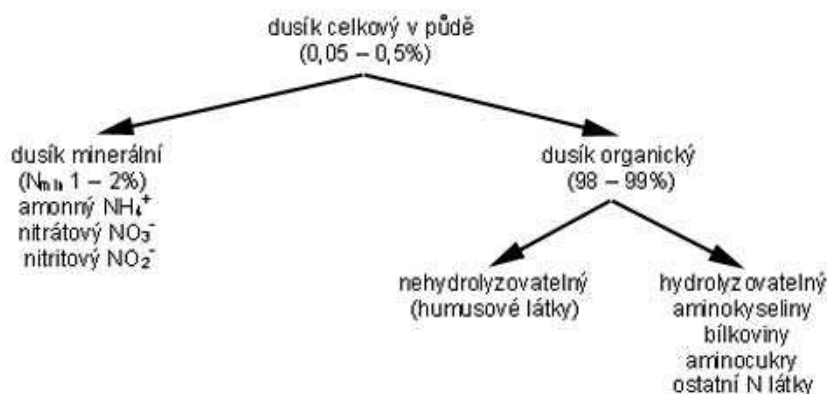 dusík celkový v půdě
(0,05 – 0,5%)
dusík minerální
(Nmin 1 – 2%)
amonný NH₄⁺
nitrátový NO₃⁻
nitritový NO₂⁻
dusík organický
(98 – 99%)
nehydrolyzovatelný
(humusové látky)
hydrolyzovatelný
aminokyseliny
bílkoviny
aminocukry
ostatní N látky